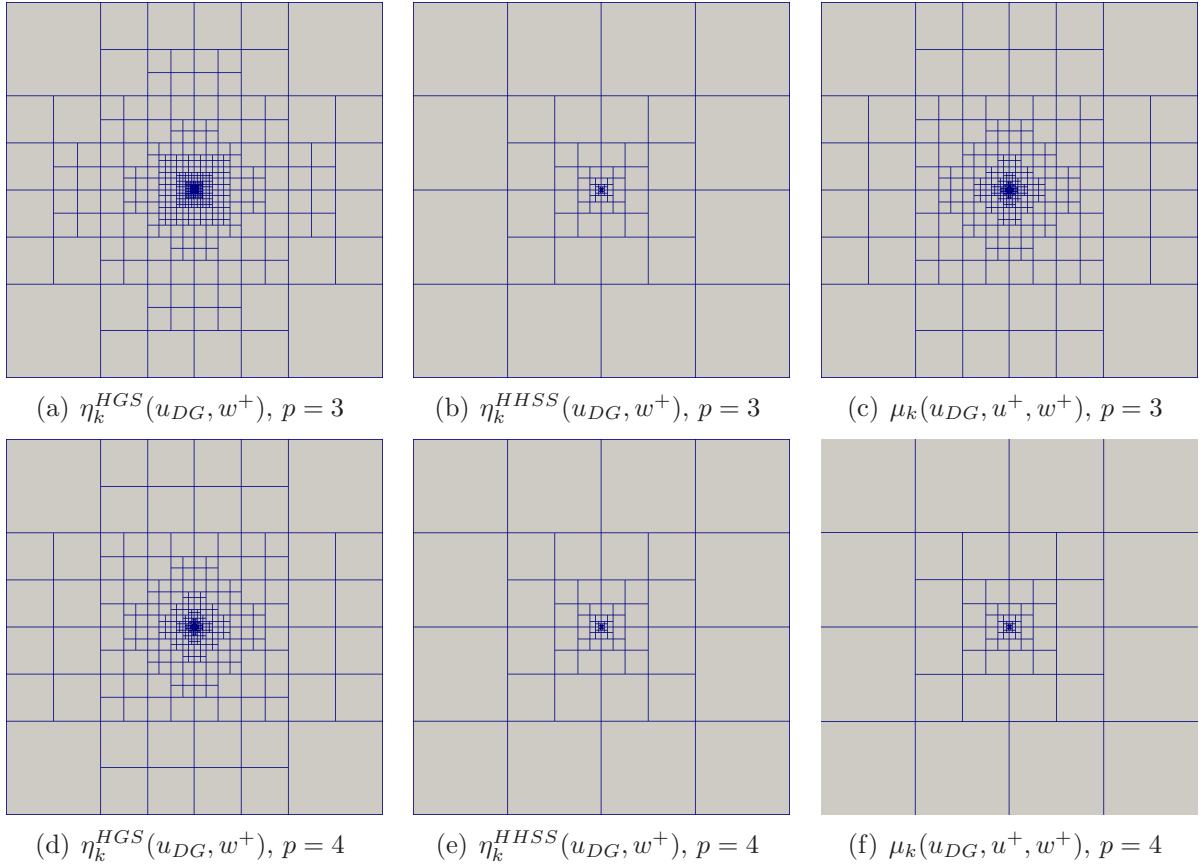 (a) $\eta_k^{HGS}(u_{DG}, w^+)$, $p = 3$
(b) $\eta_k^{HHSS}(u_{DG}, w^+)$, $p = 3$
(c) $\mu_k(u_{DG}, u^+, w^+)$, $p = 3$
(d) $\eta_k^{HGS}(u_{DG}, w^+)$, $p = 4$
(e) $\eta_k^{HHSS}(u_{DG}, w^+)$, $p = 4$
(f) $\mu_k(u_{DG}, u^+, w^+)$, $p = 4$